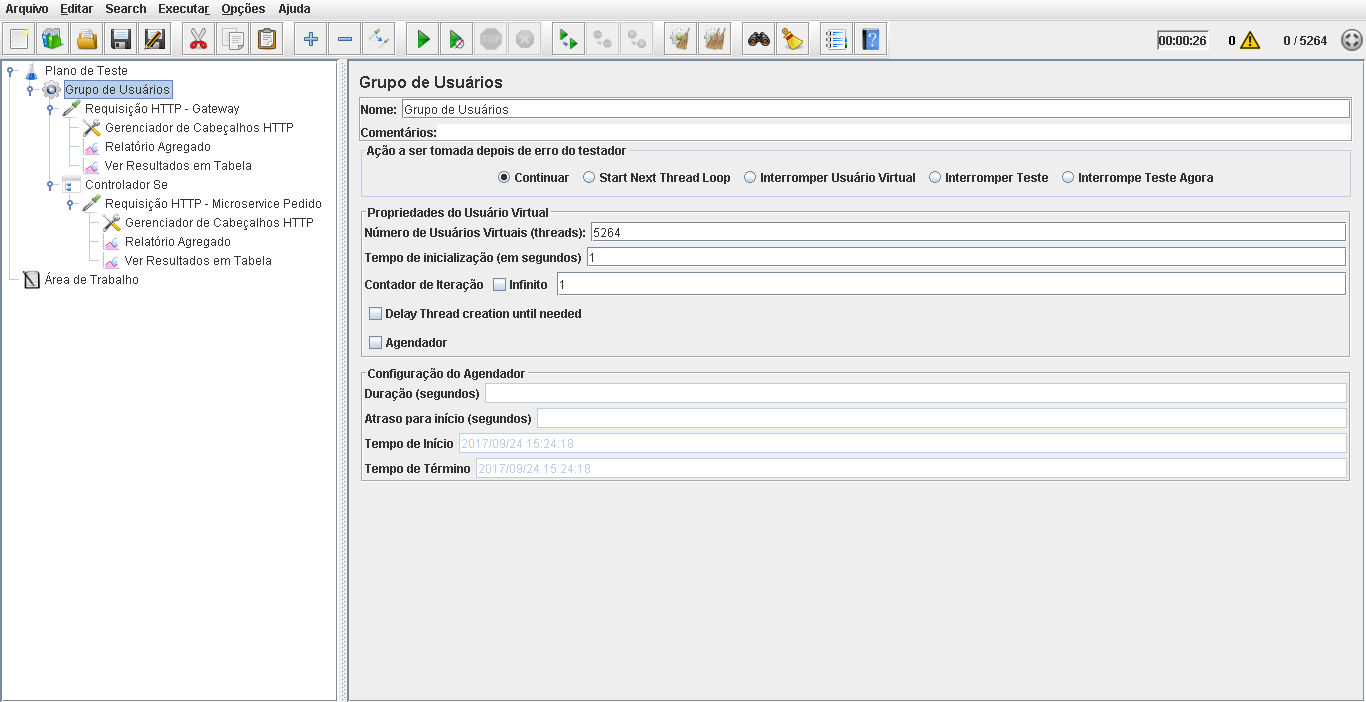 Arquivo Editar Search Executar Opções Ajuda
STOP
00:00:26 0 0 / 5264
Plano de Teste
Grupo de Usuários
Requisição HTTP - Gateway
Gerenciador de Cabeçalhos HTTP
Relatório Agregado
Ver Resultados em Tabela
Controlador Se
Requisição HTTP - Microservice Pedido
Gerenciador de Cabeçalhos HTTP
Relatório Agregado
Ver Resultados em Tabela
Área de Trabalho
Grupo de Usuários
Nome: Grupo de Usuários
Comentários:
Ação a ser tomada depois de erro do testador
Continuar Start Next Thread Loop Interromper Usuário Virtual Interromper Teste Interrompe Teste Agora
Propriedades do Usuário Virtual
Número de Usuários Virtuais (threads): 5264
Tempo de inicialização (em segundos) 1
Contador de Iteração Infinito 1
Delay Thread creation until needed
Agendador
Configuração do Agendador
Duração (segundos)
Atraso para início (segundos)
Tempo de Início 2017/09/24 15:24:18
Tempo de Término 2017/09/24 15:24:18